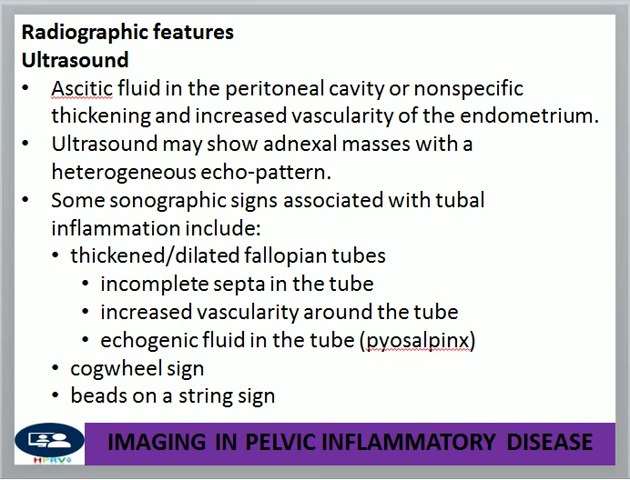 Radiographic features
Ultrasound
• Ascitic fluid in the peritoneal cavity or nonspecific
thickening and increased vascularity of the endometrium.
• Ultrasound may show adnexal masses with a
heterogeneous echo-pattern.
• Some sonographic signs associated with tubal
inflammation include:
• thickened/dilated fallopian tubes
• incomplete septa in the tube
• increased vascularity around the tube
• echogenic fluid in the tube (pyosalpinx)
• cogwheel sign
• beads on a string sign
IMAGING IN PELVIC INFLAMMATORY DISEASE